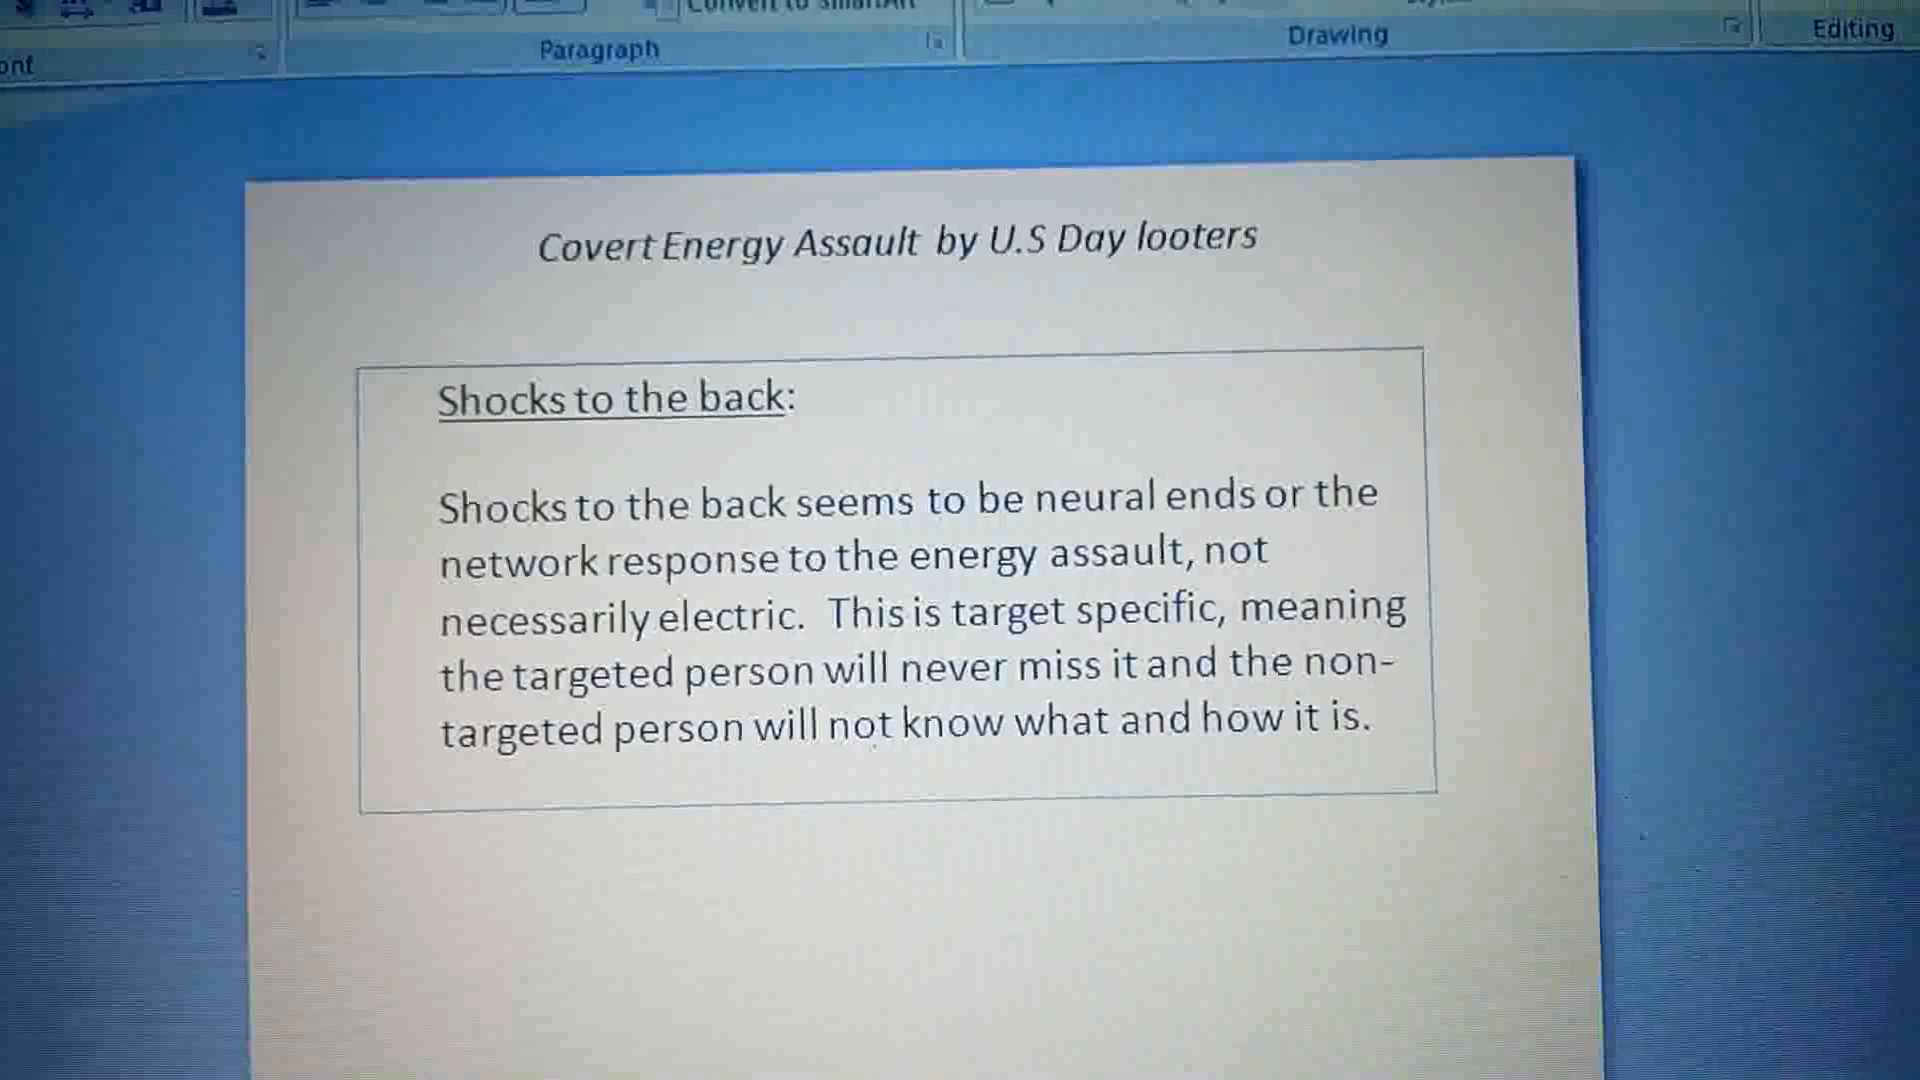 Convert to SmartArt
Paragraph
Drawing
Editing
Covert Energy Assault by U.S Day looters
Shocks to the back:
Shocks to the back seems to be neural ends or the
network response to the energy assault, not
necessarily electric. This is target specific, meaning
the targeted person will never miss it and the non-
targeted person will not know what and how it is.